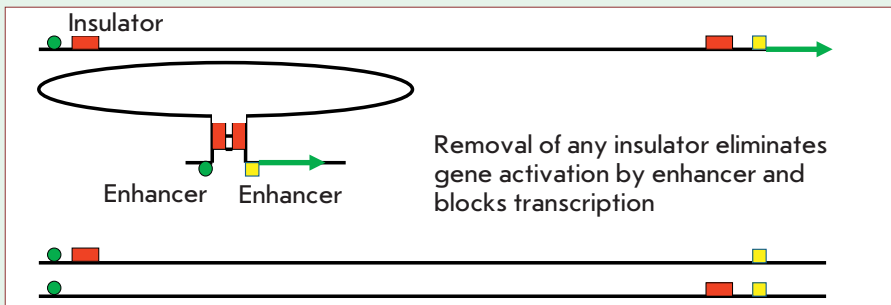 Insulator
Removal of any insulator eliminates
gene activation by enhancer and
Enhancer Enhancer
blocks transcription